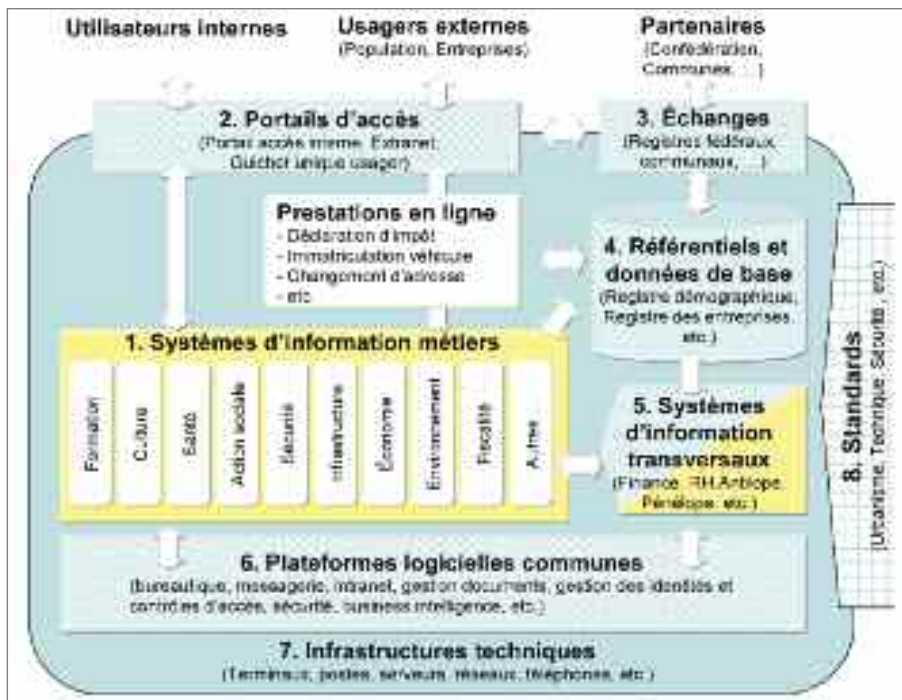 Utilisateurs internes
Usagers externes
(Population, Entreprises)
Partenaires
(Confédération,
Communes, ...)
2. Portails d'accès
(Portail accès interne, Extranet,
Guichet unique usager)
3. Échanges
(Registres fédéraux,
communaux, ...)
Prestations en ligne
- Déclaration d'impôt
- Immatriculation véhicule
- Changement d'adresse
- etc
4. Référentiels et
données de base
(Registre démographique,
Registre des entreprises,
etc.)
1. Systèmes d'information métiers
Formation
Culture
Santé
Action sociale
Sécurité
Infrastructure
Économie
Environnement
Fiscalité
Autres
5. Systèmes
d'information
transversaux
(Finance, RH,Antilope,
Pénélope, etc.)
6. Plateformes logicielles communes
(bureautique, messagerie, intranet, gestion documents, gestion des identités et
contrôles d'accès, sécurité, business intelligence, etc.)
7. Infrastructures techniques
(Terminaux, postes, serveurs, réseaux, téléphones, etc.)
8. Standards
(Urbanisme, Technique, Sécurité, etc.)